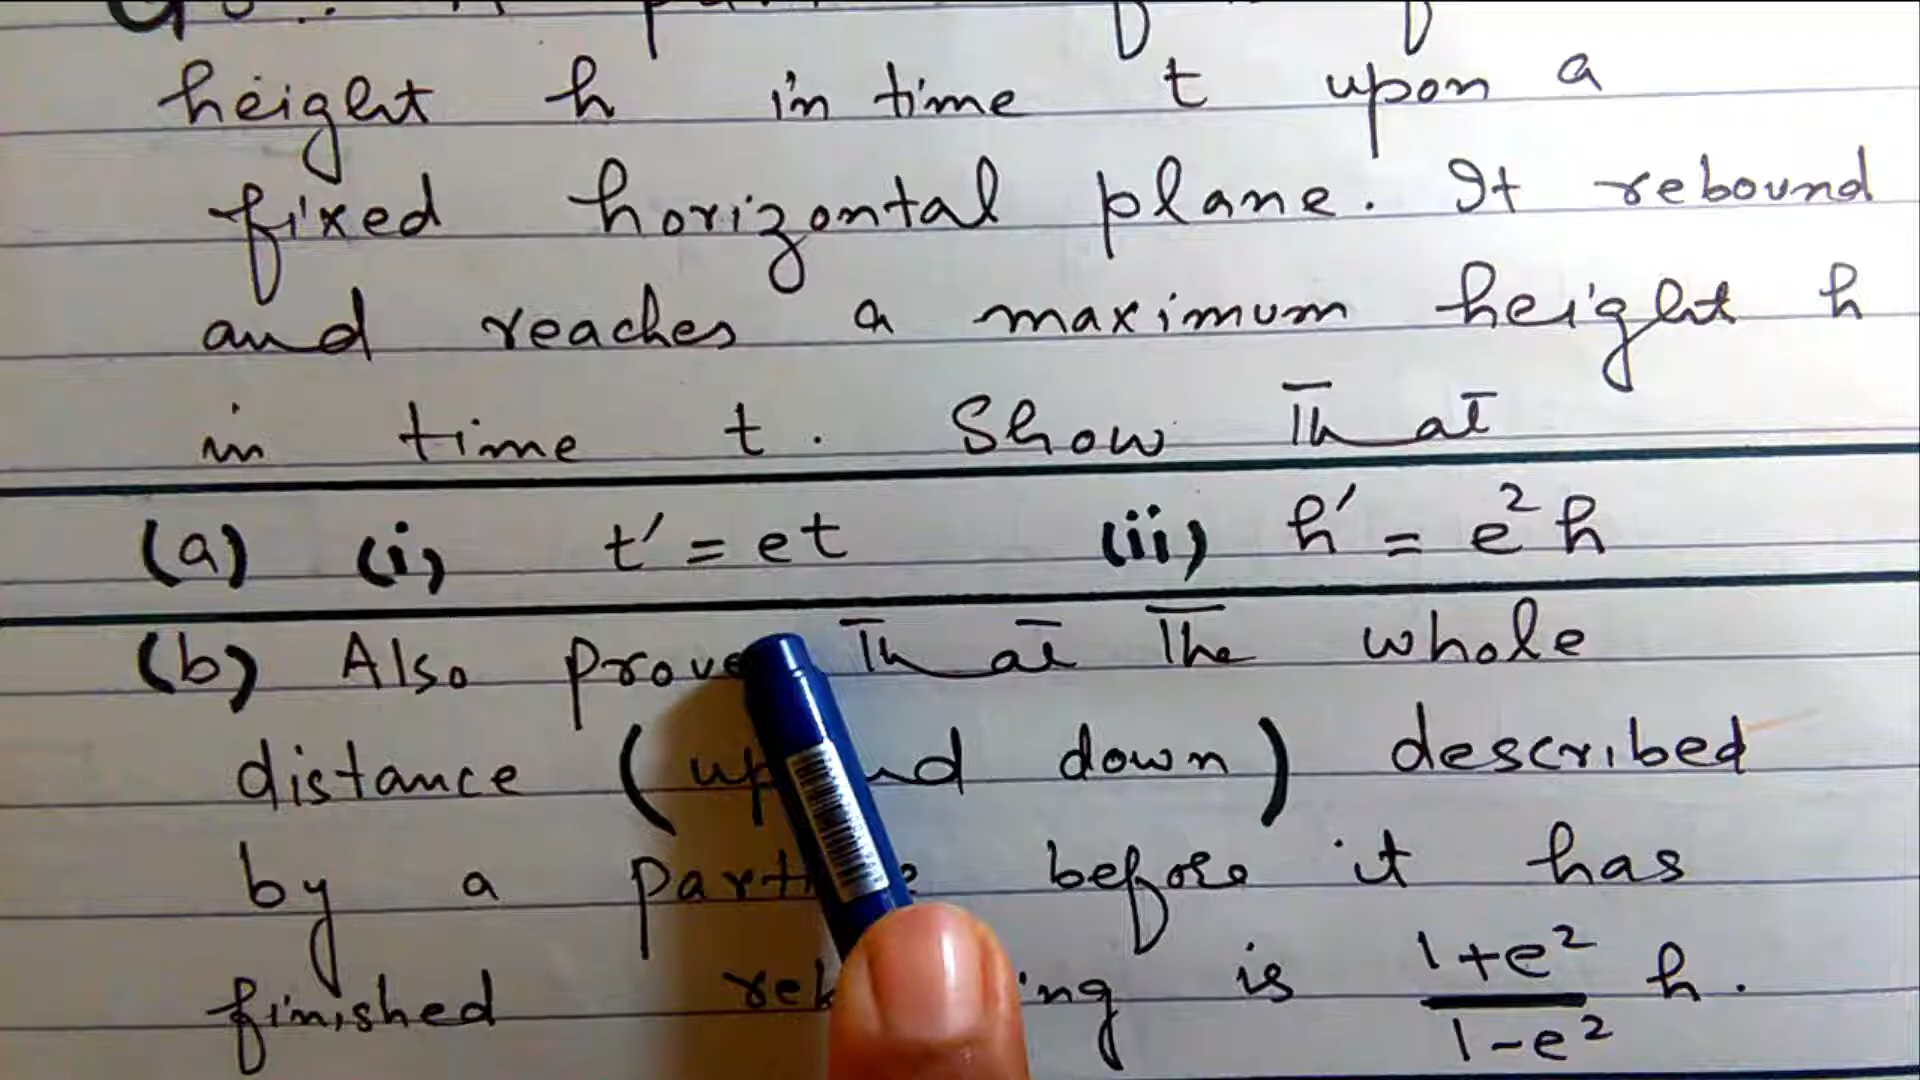 height h in time t upon a
fixed horizontal plane. It rebound
and reaches a maximum height h
in time t. Show That
(a) (i) t' = et (ii) h' = e² h
(b) Also prove That The whole
distance ( down) described
by a before it has
finished is 1+e²/1-e² h.